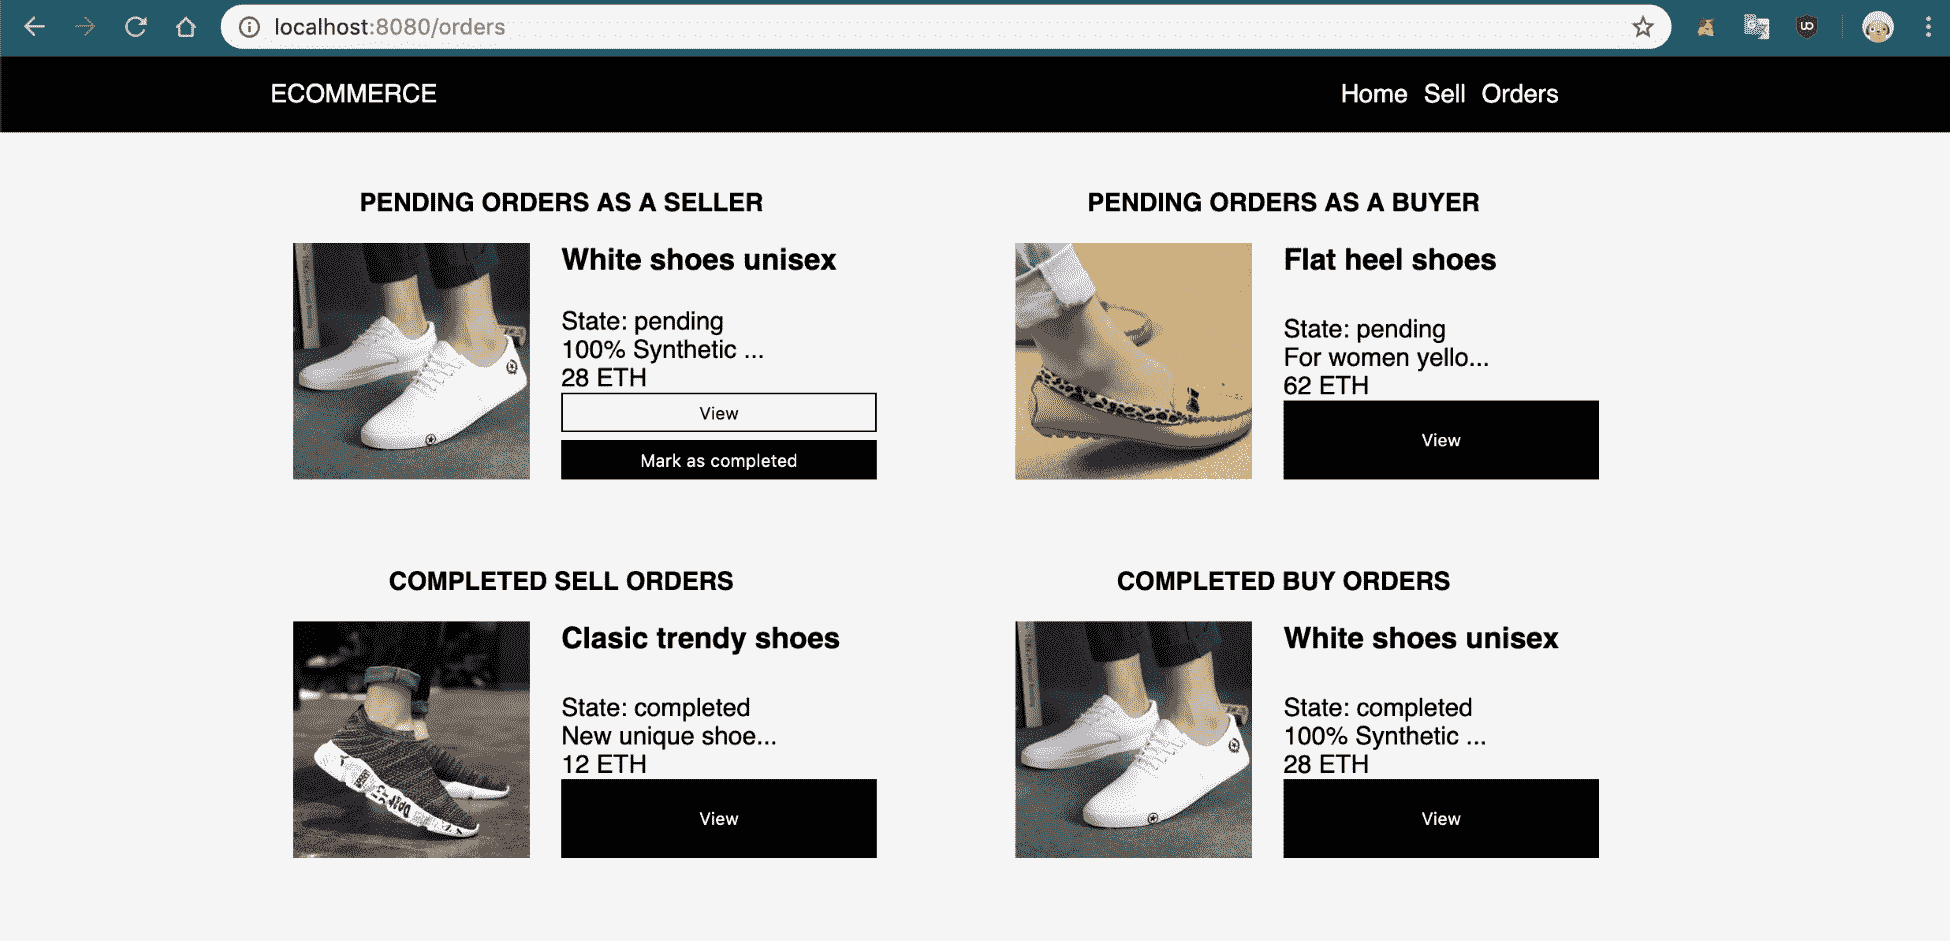 localhost:8080/orders
ECOMMERCE
Home Sell Orders
PENDING ORDERS AS A SELLER
White shoes unisex
State: pending
100% Synthetic ...
28 ETH
View
Mark as completed
PENDING ORDERS AS A BUYER
Flat heel shoes
State: pending
For women yello...
62 ETH
View
COMPLETED SELL ORDERS
Clasic trendy shoes
State: completed
New unique shoe...
12 ETH
View
COMPLETED BUY ORDERS
White shoes unisex
State: completed
100% Synthetic ...
28 ETH
View